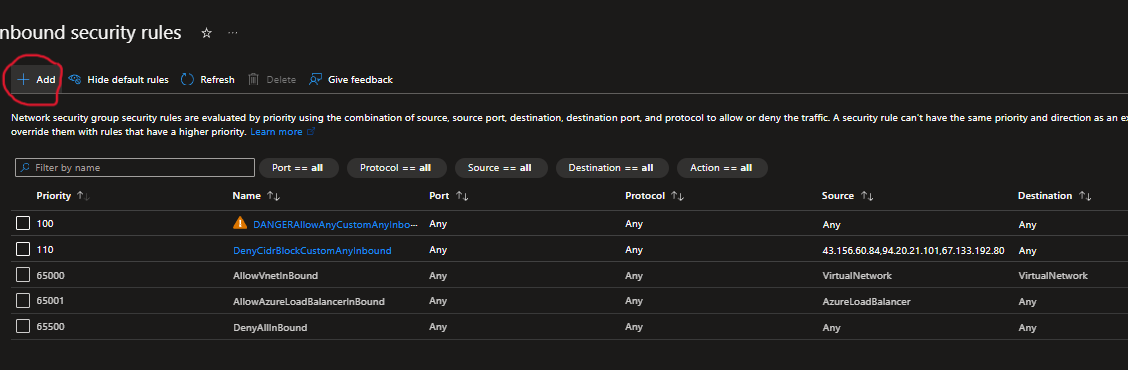 nbound security rules ☆ ...
+ Add Hide default rules Refresh Delete Give feedback
Network security group security rules are evaluated by priority using the combination of source, source port, destination, destination port, and protocol to allow or deny the traffic. A security rule can't have the same priority and direction as an ex
override them with rules that have a higher priority. Learn more
Filter by name Port == all Protocol == all Source == all Destination == all Action == all
Priority ↑↓ Name ↑↓ Port ↑↓ Protocol ↑↓ Source ↑↓ Destination ↑↓
100 DANGERAllowAnyCustomAnyInbo... Any Any Any Any
110 DenyCidrBlockCustomAnyInbound Any Any 43.156.60.84,94.20.21.101,67.133.192.80 Any
65000 AllowVnetInBound Any Any VirtualNetwork VirtualNetwork
65001 AllowAzureLoadBalancerInBound Any Any AzureLoadBalancer Any
65500 DenyAllInBound Any Any Any Any